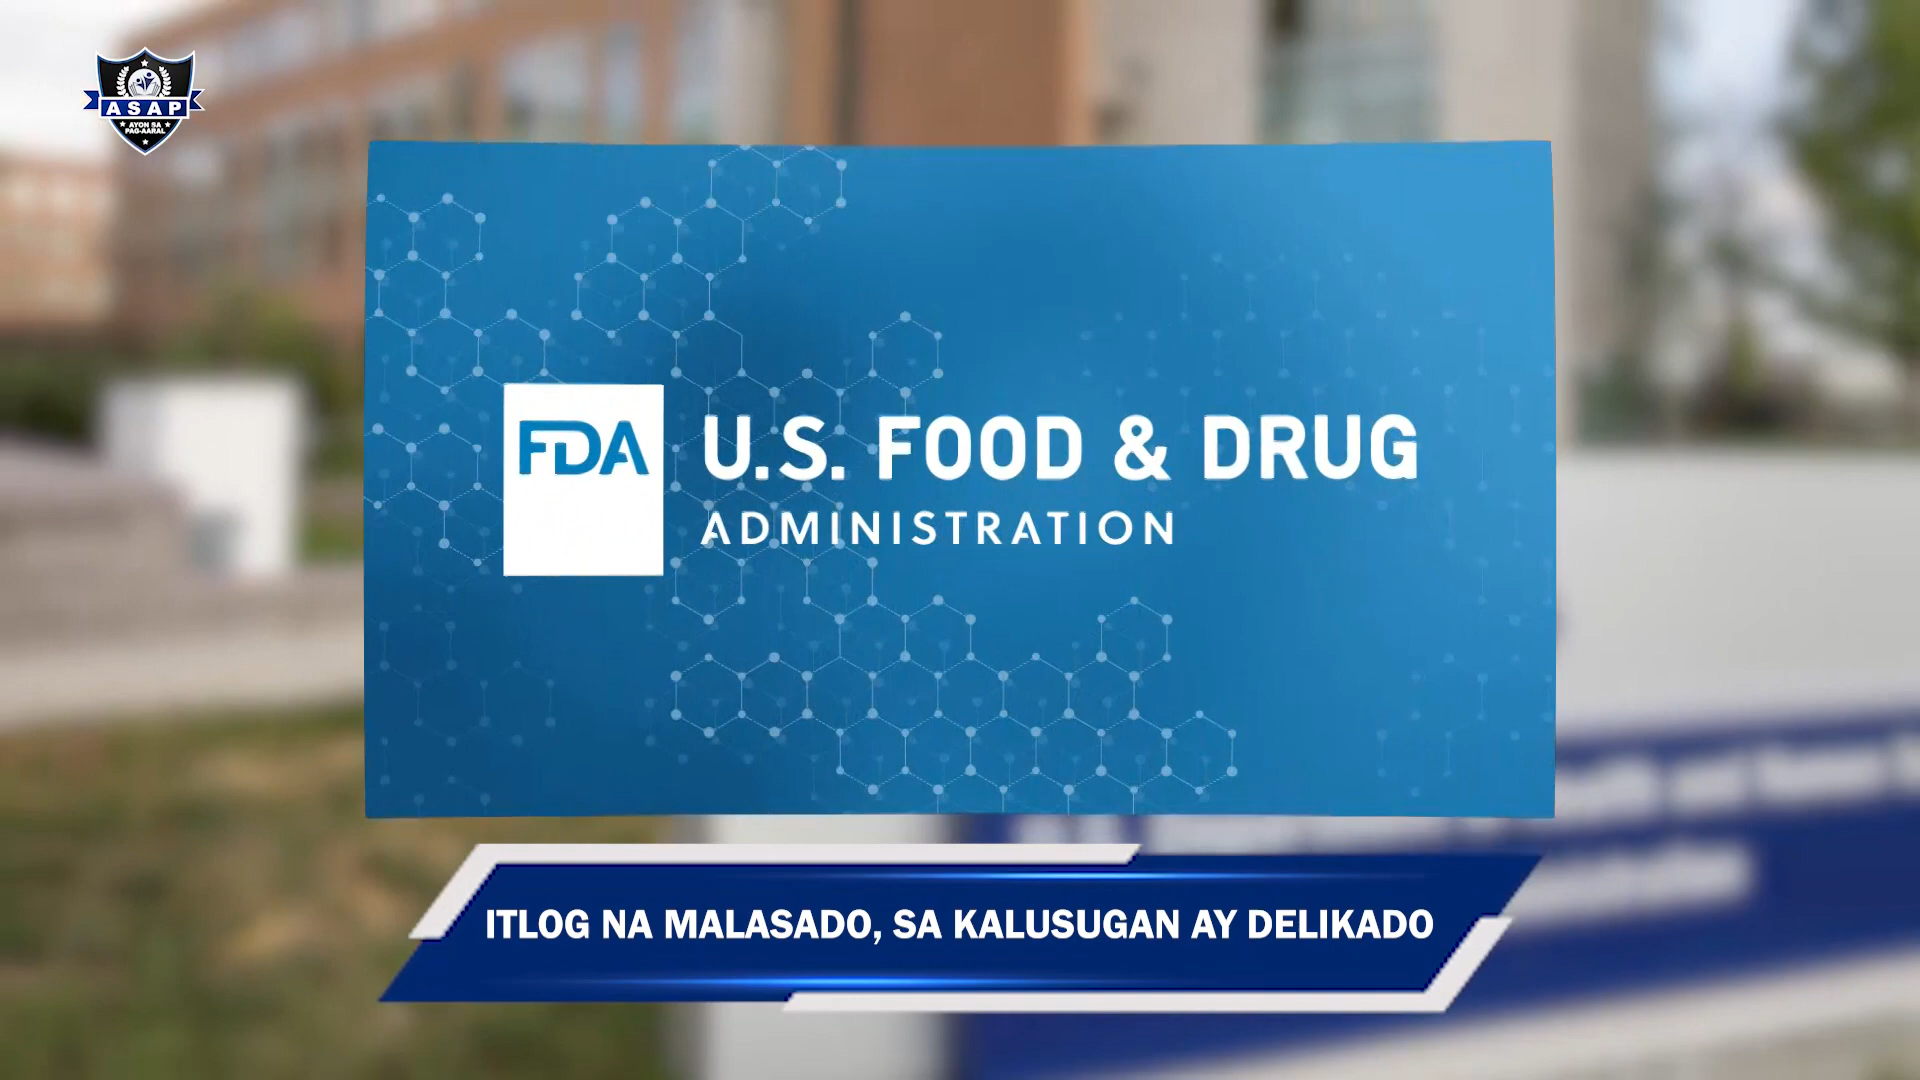 ASAP
AYON SA
PAG-AARAL
FDA
U.S. FOOD & DRUG
ADMINISTRATION
ITLOG NA MALASADO, SA KALUSUGAN AY DELIKADO